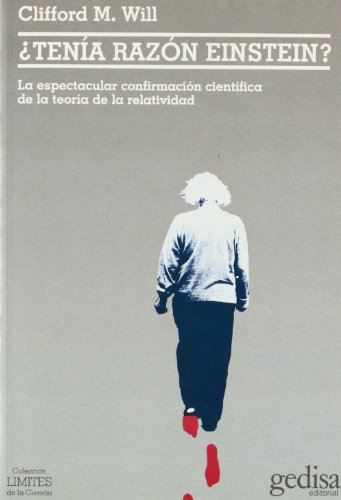 Clifford M. Will
¿TENÍA RAZÓN EINSTEIN?
La espectacular confirmación científica
de la teoría de la relatividad
Colección
LIMITES
de la Ciencia
gedisa
editorial